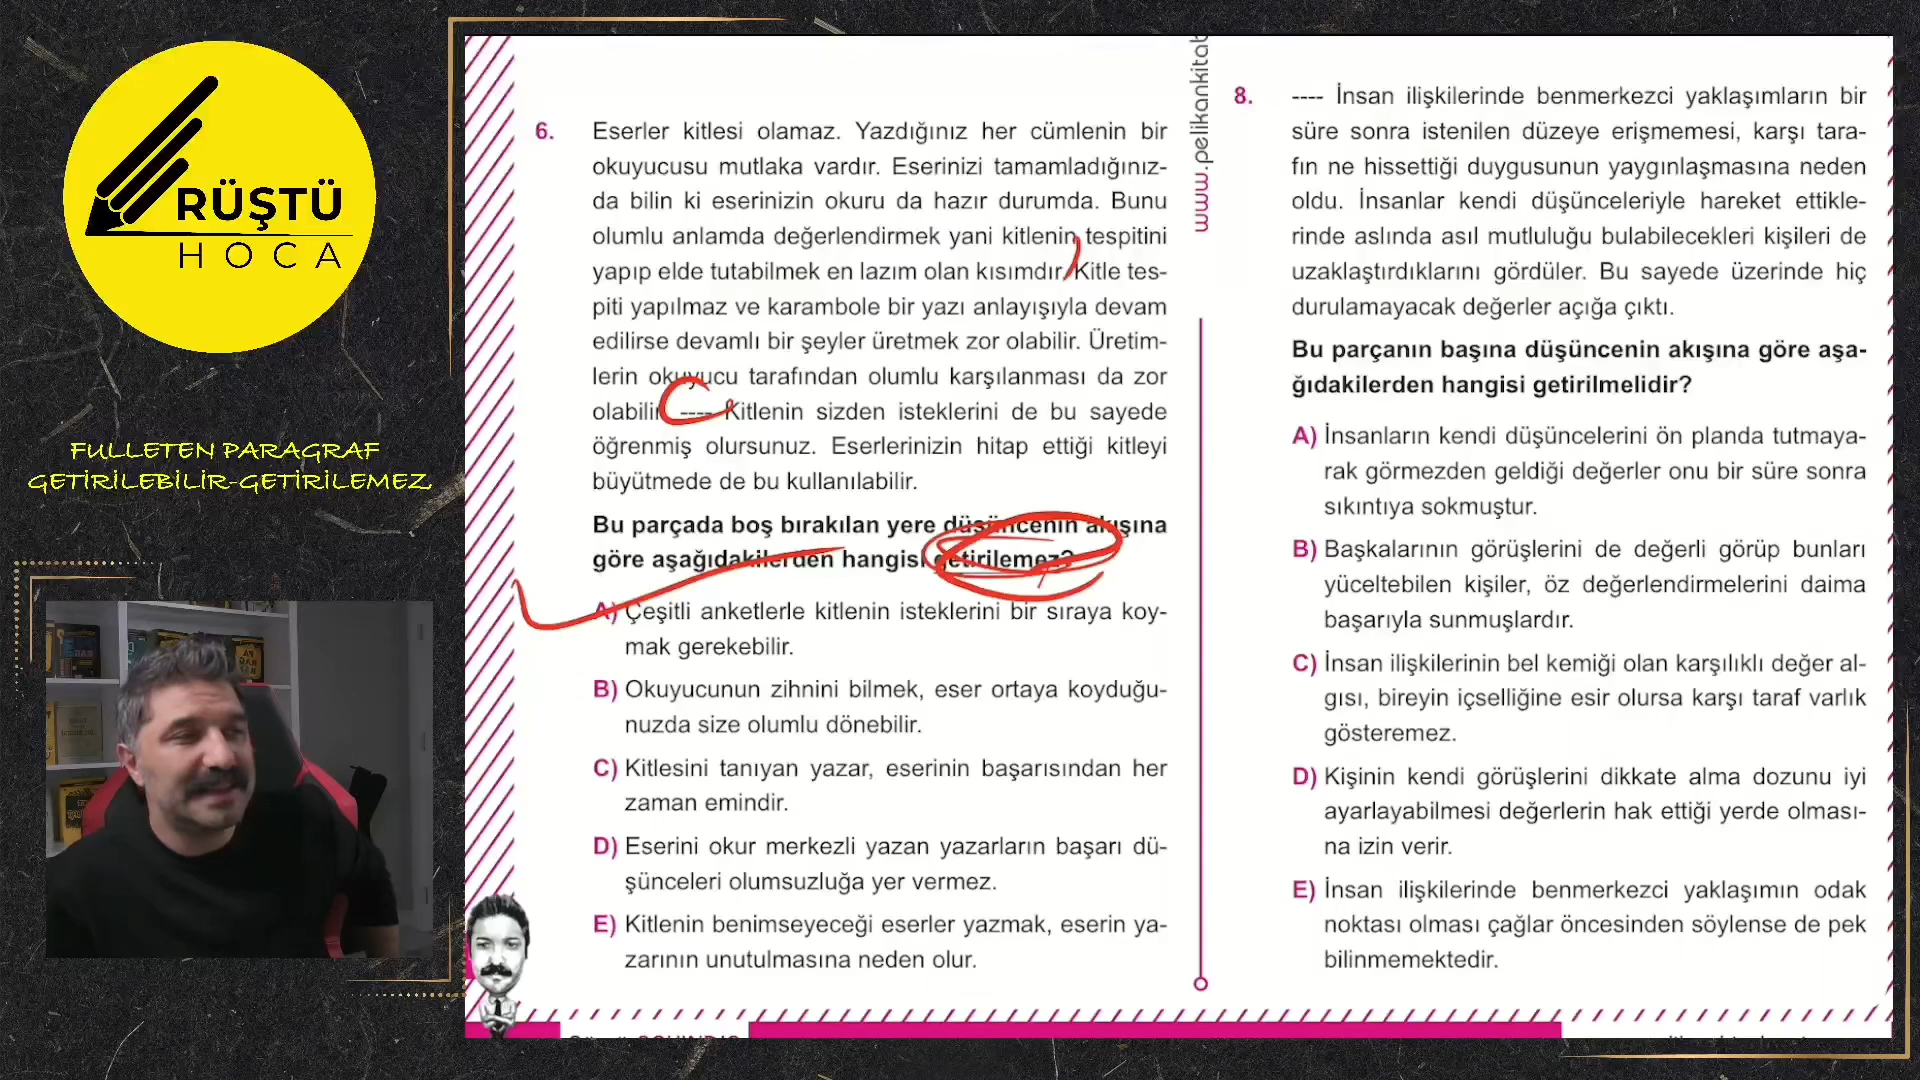 RÜŞTÜ
HOCA
FULLETEN PARAGRAF
GETİRİLEBİLİR-GETİRİLEMEZ.
www.pelikankitab
6.
Eserler kitlesi olamaz. Yazdığınız her cümlenin bir
okuyucusu mutlaka vardır. Eserinizi tamamladığınız-
da bilin ki eserinizin okuru da hazır durumda. Bunu
olumlu anlamda değerlendirmek yani kitlenin tespitini
yapıp elde tutabilmek en lazım olan kısımdır. Kitle tes-
piti yapılmaz ve karambole bir yazı anlayışıyla devam
edilirse devamlı bir şeyler üretmek zor olabilir. Üretim-
lerin okuyucu tarafından olumlu karşılanması da zor
olabilir. ---- Kitlenin sizden isteklerini de bu sayede
öğrenmiş olursunuz. Eserlerinizin hitap ettiği kitleyi
büyütmede de bu kullanılabilir.
Bu parçada boş bırakılan yere düşüncenin akışına
göre aşağıdakilerden hangisi getirilemez?
A) Çeşitli anketlerle kitlenin isteklerini bir sıraya koy-
mak gerekebilir.
B) Okuyucunun zihnini bilmek, eser ortaya koyduğu-
nuzda size olumlu dönebilir.
C) Kitlesini tanıyan yazar, eserinin başarısından her
zaman emindir.
D) Eserini okur merkezli yazan yazarların başarı dü-
şünceleri olumsuzluğa yer vermez.
E) Kitlenin benimseyeceği eserler yazmak, eserin ya-
zarının unutulmasına neden olur.
8.
---- İnsan ilişkilerinde benmerkezci yaklaşımların bir
süre sonra istenilen düzeye erişmemesi, karşı tara-
fın ne hissettiği duygusunun yaygınlaşmasına neden
oldu. İnsanlar kendi düşünceleriyle hareket ettikle-
rinde aslında asıl mutluluğu bulabilecekleri kişileri de
uzaklaştırdıklarını gördüler. Bu sayede üzerinde hiç
durulamayacak değerler açığa çıktı.
Bu parçanın başına düşüncenin akışına göre aşa-
ğıdakilerden hangisi getirilmelidir?
A) İnsanların kendi düşüncelerini ön planda tutmaya-
rak görmezden geldiği değerler onu bir süre sonra
sıkıntıya sokmuştur.
B) Başkalarının görüşlerini de değerli görüp bunları
yüceltebilen kişiler, öz değerlendirmelerini daima
başarıyla sunmuşlardır.
C) İnsan ilişkilerinin bel kemiği olan karşılıklı değer al-
gısı, bireyin içselliğine esir olursa karşı taraf varlık
gösteremez.
D) Kişinin kendi görüşlerini dikkate alma dozunu iyi
ayarlayabilmesi değerlerin hak ettiği yerde olması-
na izin verir.
E) İnsan ilişkilerinde benmerkezci yaklaşımın odak
noktası olması çağlar öncesinden söylense de pek
bilinmemektedir.